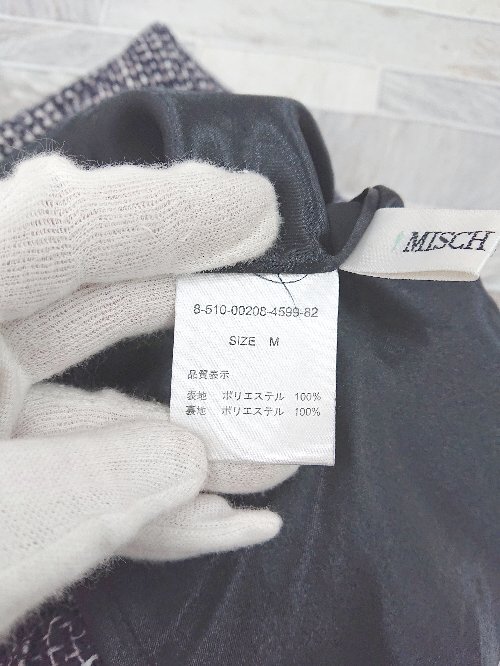 MISCH
8-510-00208-4599-82
SIZE M
品質表示
表地 ポリエステル 100%
裏地 ポリエステル 100%